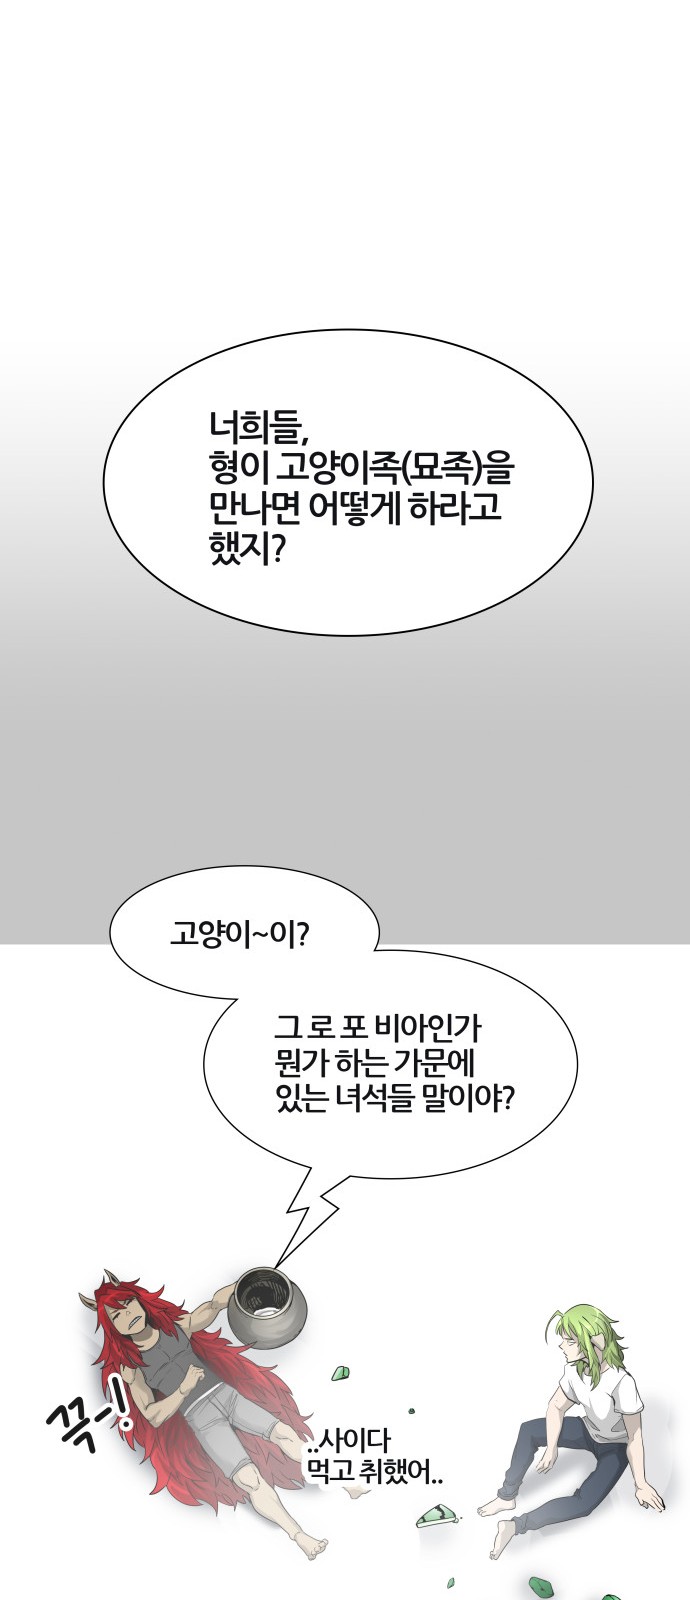 너희들,
형이 고양이족(묘족)을
만나면 어떻게 하라고
했지?
고양이~이?
그 로 포 비아인가
뭔가 하는 가문에
있는 녀석들 말이야?
끅-!
..사이다
먹고 취했어..